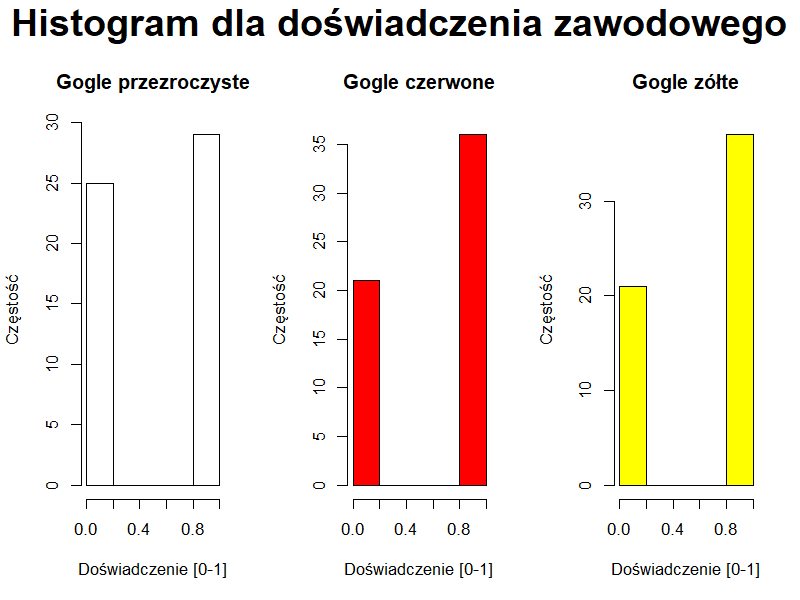 Histogram dla doświadczenia zawodowego
Gogle przezroczyste
Częstość
0 5 10 15 20 25 30
0.0 0.4 0.8
Doświadczenie [0-1]
Gogle czerwone
Częstość
0 5 10 15 20 25 30 35
0.0 0.4 0.8
Doświadczenie [0-1]
Gogle zółte
Częstość
0 10 20 30
0.0 0.4 0.8
Doświadczenie [0-1]